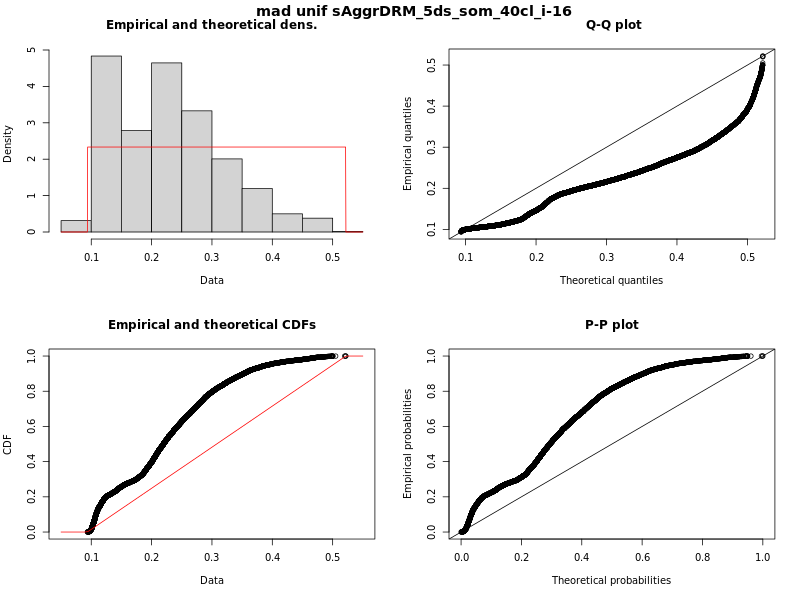 mad unif sAggrDRM_5ds_som_40cl_i-16
Empirical and theoretical dens.
Density
0 1 2 3 4 5
0.1 0.2 0.3 0.4 0.5
Data
Q-Q plot
Empirical quantiles
0.1 0.2 0.3 0.4 0.5
0.1 0.2 0.3 0.4 0.5
Theoretical quantiles
Empirical and theoretical CDFs
CDF
0.0 0.2 0.4 0.6 0.8 1.0
0.1 0.2 0.3 0.4 0.5
Data
P-P plot
Empirical probabilities
0.0 0.2 0.4 0.6 0.8 1.0
0.0 0.2 0.4 0.6 0.8 1.0
Theoretical probabilities